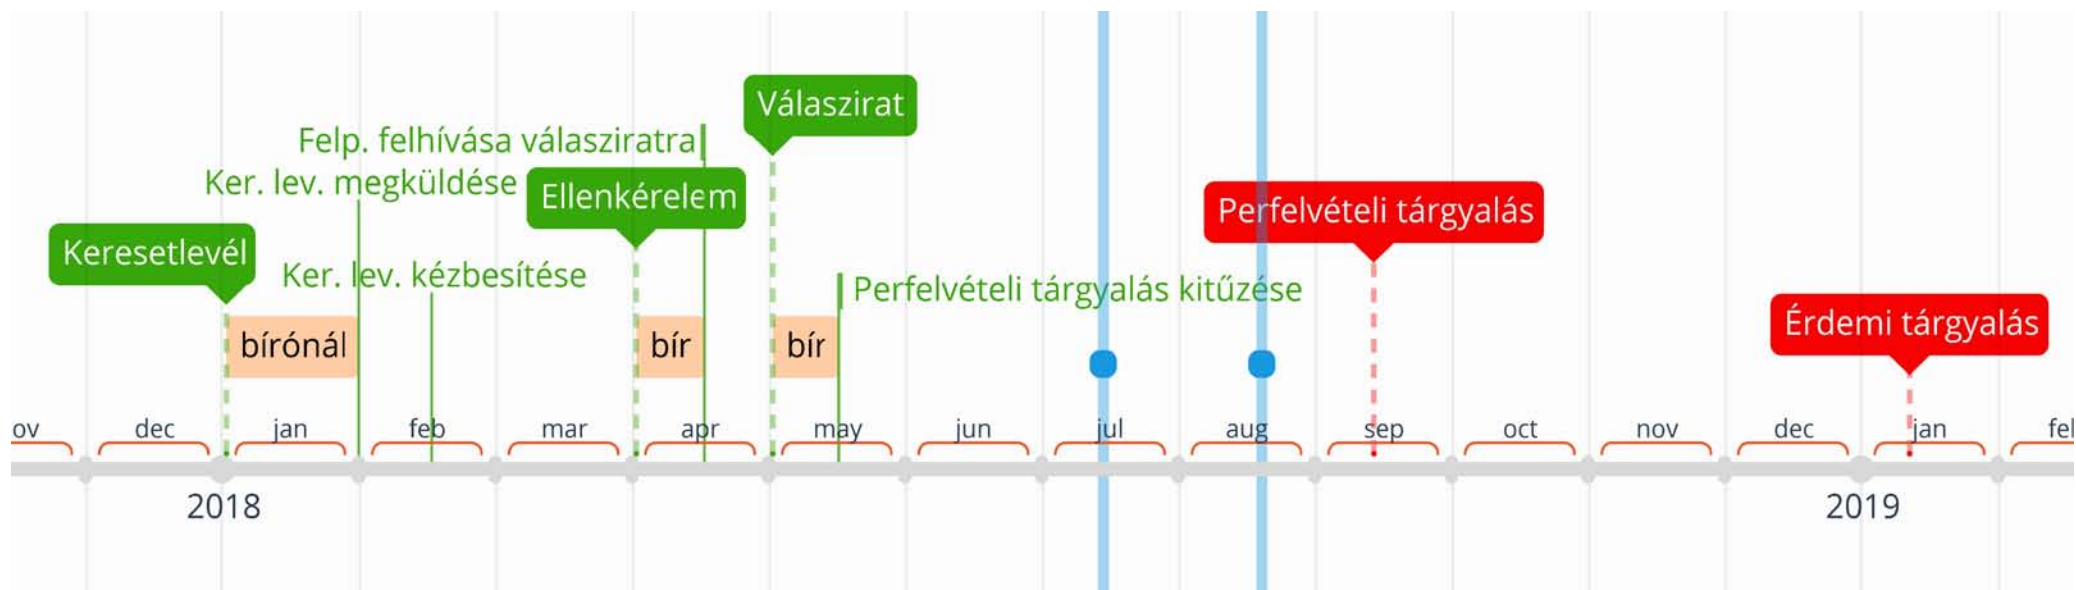 Válaszirat
Felp. felhívása válasziratra
Ker. lev. megküldése
Ellenkérelem
Perfelvételi tárgyalás
Keresetlevél
Ker. lev. kézbesítése
Perfelvételi tárgyalás kitűzése
Érdemi tárgyalás
bírónál
bír
bír
ov dec jan feb mar apr may jun jul aug sep oct nov dec jan fel
2018
2019